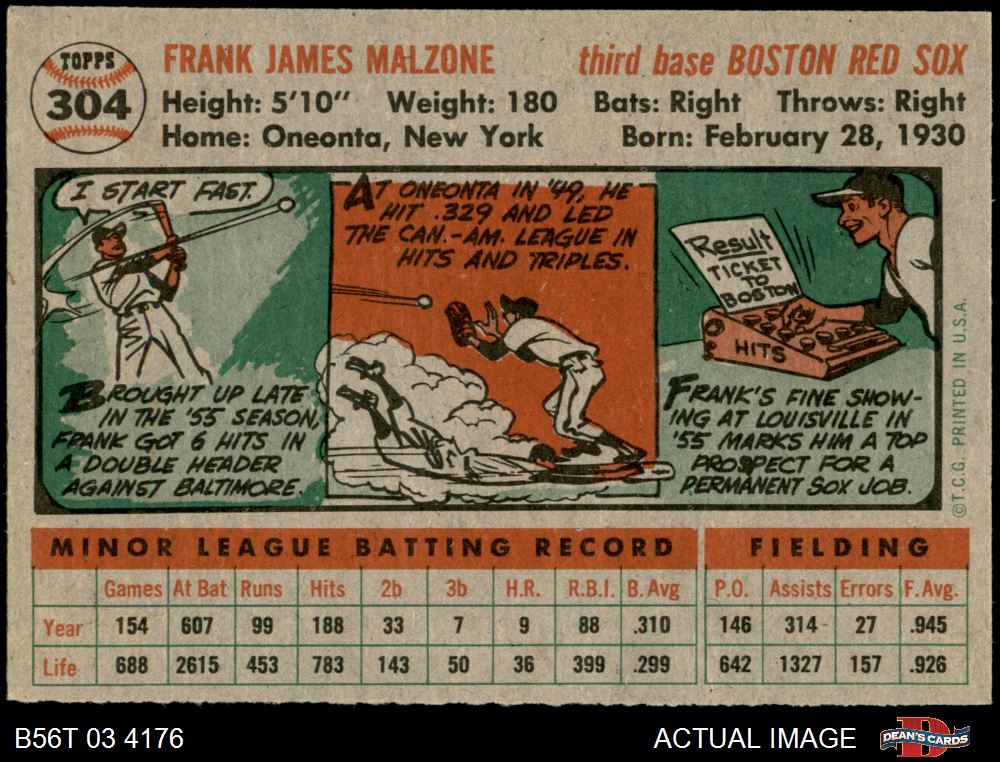 TOPPS
304
FRANK JAMES MALZONE third base BOSTON RED SOX
Height: 5'10" Weight: 180 Bats: Right Throws: Right
Home: Oneonta, New York Born: February 28, 1930
I START FAST.
BROUGHT UP LATE
IN THE '55 SEASON,
FRANK GOT 6 HITS IN
A DOUBLE HEADER
AGAINST BALTIMORE.
AT ONEONTA IN '49, HE
HIT .329 AND LED
THE CAN.-AM. LEAGUE IN
HITS AND TRIPLES.
Result
TICKET
TO
BOSTON
HITS
FRANK'S FINE SHOW-
ING AT LOUISVILLE IN
'55 MARKS HIM A TOP
PROSPECT FOR A
PERMANENT SOX JOB.
©T.C.G. PRINTED IN U.S.A.
MINOR LEAGUE BATTING RECORD FIELDING
Games At Bat Runs Hits 2b 3b H.R. R.B.I. B. Avg P.O. Assists Errors F. Avg.
Year 154 607 99 188 33 7 9 88 .310 146 314 27 .945
Life 688 2615 453 783 143 50 36 399 .299 642 1327 157 .926
B56T 03 4176 ACTUAL IMAGE DEAN'S CARDS